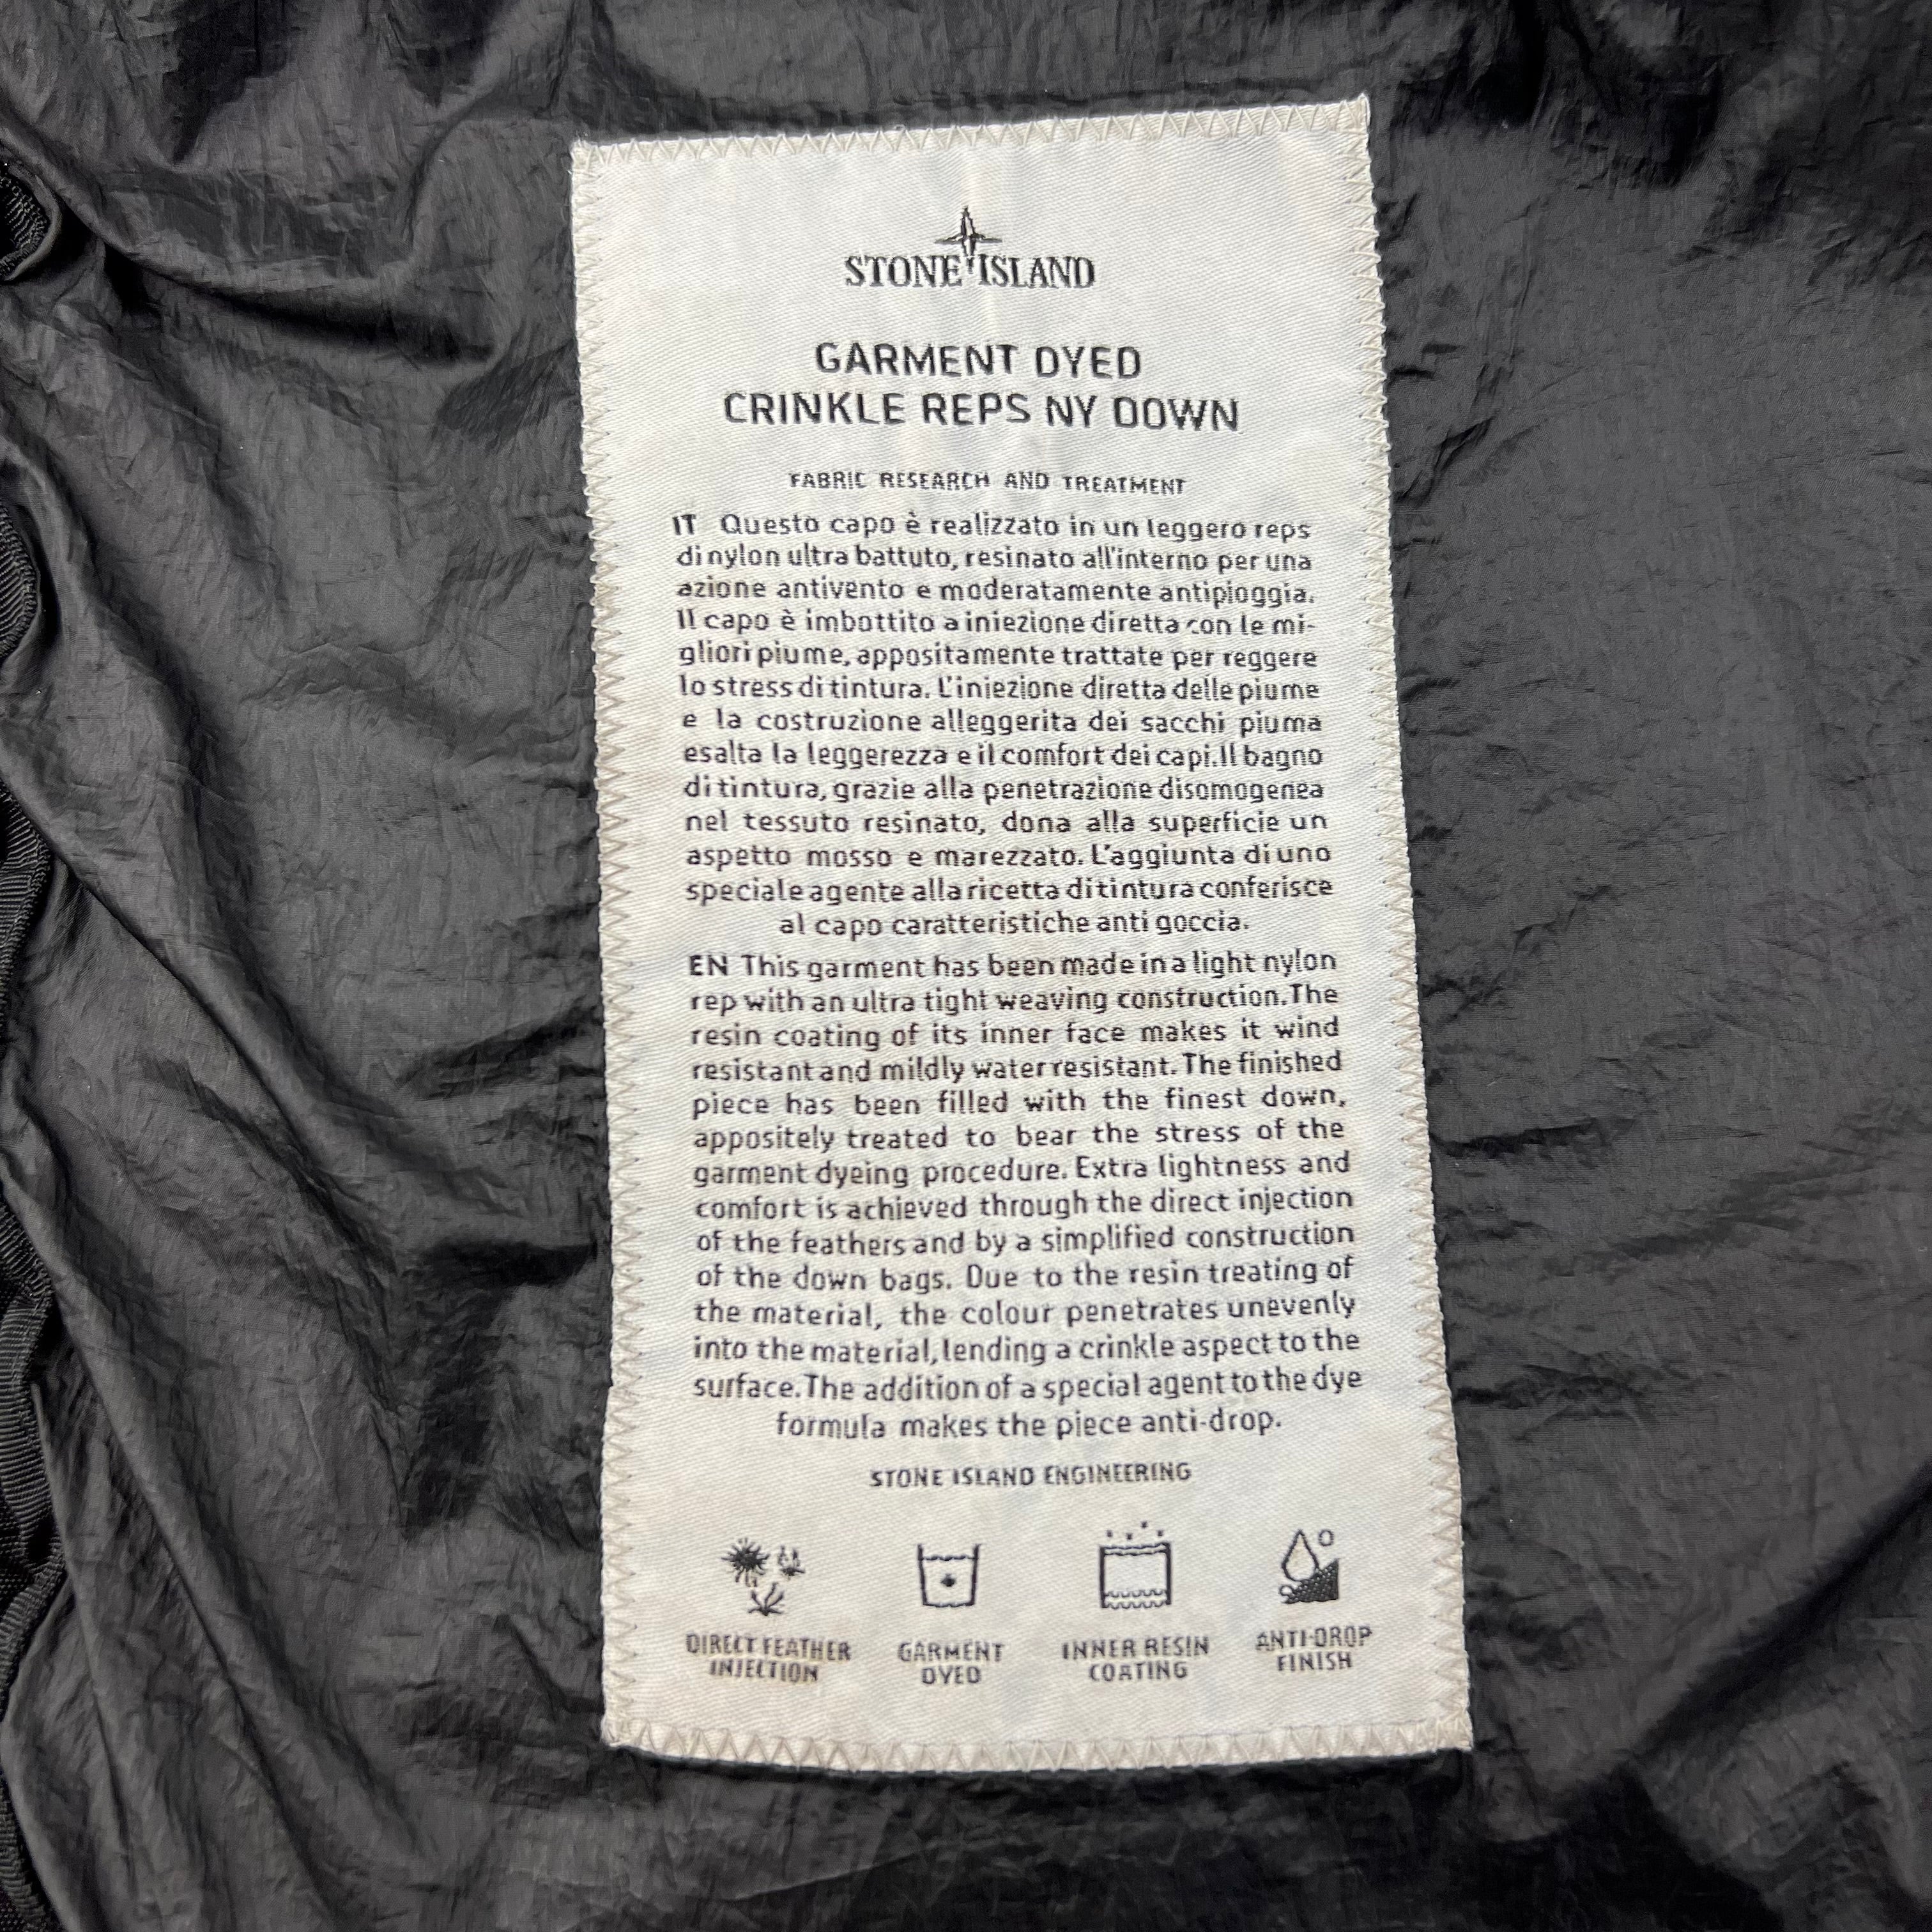 STONE ISLAND
GARMENT DYED
CRINKLE REPS NY DOWN
FABRIC RESEARCH AND TREATMENT
IT Questo capo è realizzato in un leggero reps
di nylon ultra battuto, resinato all'interno per una
azione antivento e moderatamente antipioggia.
Il capo è imbottito a iniezione diretta con le mi-
gliori piume, appositamente trattate per reggere
lo stress di tintura. L'iniezione diretta delle piume
e la costruzione alleggerita dei sacchi piuma
esalta la leggerezza e il comfort dei capi. Il bagno
di tintura, grazie alla penetrazione disomogenea
nel tessuto resinato, dona alla superficie un
aspetto mosso e marezzato. L'aggiunta di uno
speciale agente alla ricetta di tintura conferisce
al capo caratteristiche anti goccia.
EN This garment has been made in a light nylon
rep with an ultra tight weaving construction. The
resin coating of its inner face makes it wind
resistant and mildly water resistant. The finished
piece has been filled with the finest down,
appositely treated to bear the stress of the
garment dyeing procedure. Extra lightness and
comfort is achieved through the direct injection
of the feathers and by a simplified construction
of the down bags. Due to the resin treating of
the material, the colour penetrates unevenly
into the material, lending a crinkle aspect to the
surface. The addition of a special agent to the dye
formula makes the piece anti-drop.
STONE ISLAND ENGINEERING
DIRECT FEATHER
INJECTION
GARMENT
DYED
INNER RESIN
COATING
ANTI-DROP
FINISH